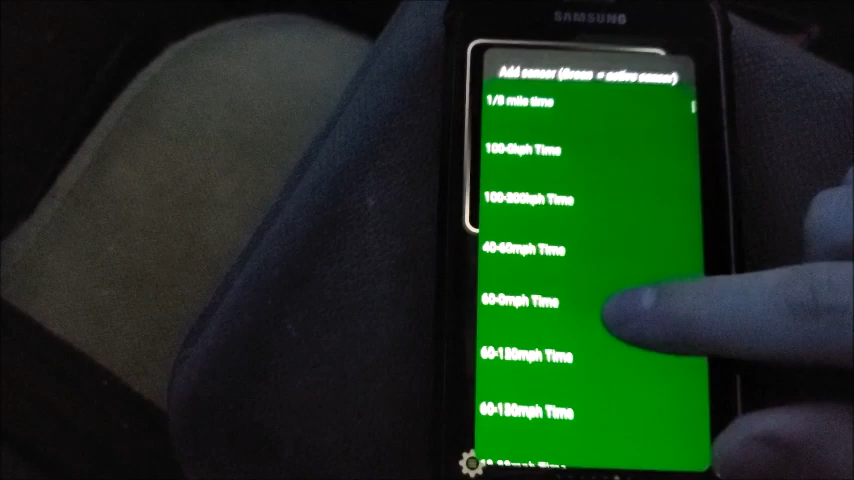 SAMSUNG
Add sensor (Green = active sensor)
1/8 mile time
100-0kph Time
100-200kph Time
40-60mph Time
60-0mph Time
60-120mph Time
60-130mph Time